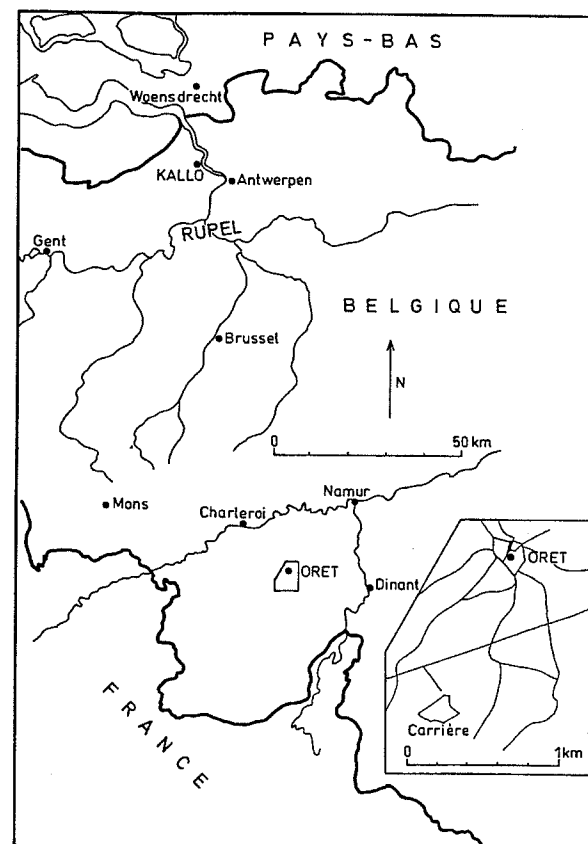 PAYS-BAS
Woensdrecht
KALLO
Antwerpen
RUPEL
Gent
BELGIQUE
Brussel
N
0 50 km
Mons
Charleroi
Namur
ORET
Dinant
FRANCE
ORET
Carrière
0 1km